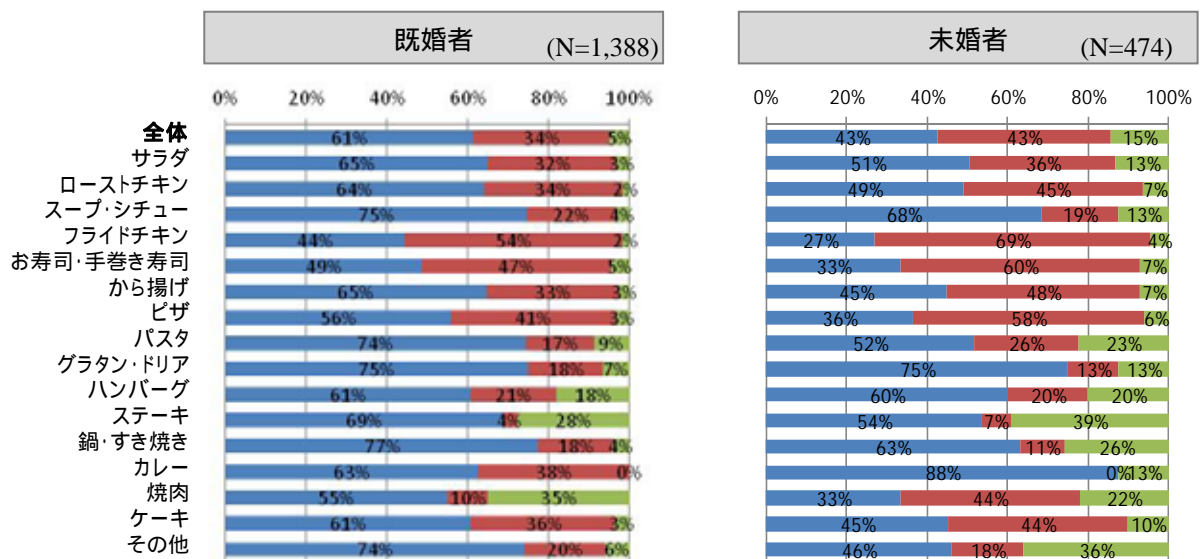 既婚者 (N=1,388) 未婚者 (N=474)
0% 20% 40% 60% 80% 100% 0% 20% 40% 60% 80% 100%
全体 61% 34% 5% 43% 43% 15%
サラダ 65% 32% 3% 51% 36% 13%
ローストチキン 64% 34% 2% 49% 45% 7%
スープ・シチュー 75% 22% 4% 68% 19% 13%
フライドチキン 44% 54% 2% 27% 69% 4%
お寿司・手巻き寿司 49% 47% 5% 33% 60% 7%
から揚げ 65% 33% 3% 45% 48% 7%
ピザ 56% 41% 3% 36% 58% 6%
パスタ 74% 17% 9% 52% 26% 23%
グラタン・ドリア 75% 18% 7% 75% 13% 13%
ハンバーグ 61% 21% 18% 60% 20% 20%
ステーキ 69% 4% 28% 54% 7% 39%
鍋・すき焼き 77% 18% 4% 63% 11% 26%
カレー 63% 38% 0% 88% 0% 13%
焼肉 55% 10% 35% 33% 44% 22%
ケーキ 61% 36% 3% 45% 44% 10%
その他 74% 20% 6% 46% 18% 36%